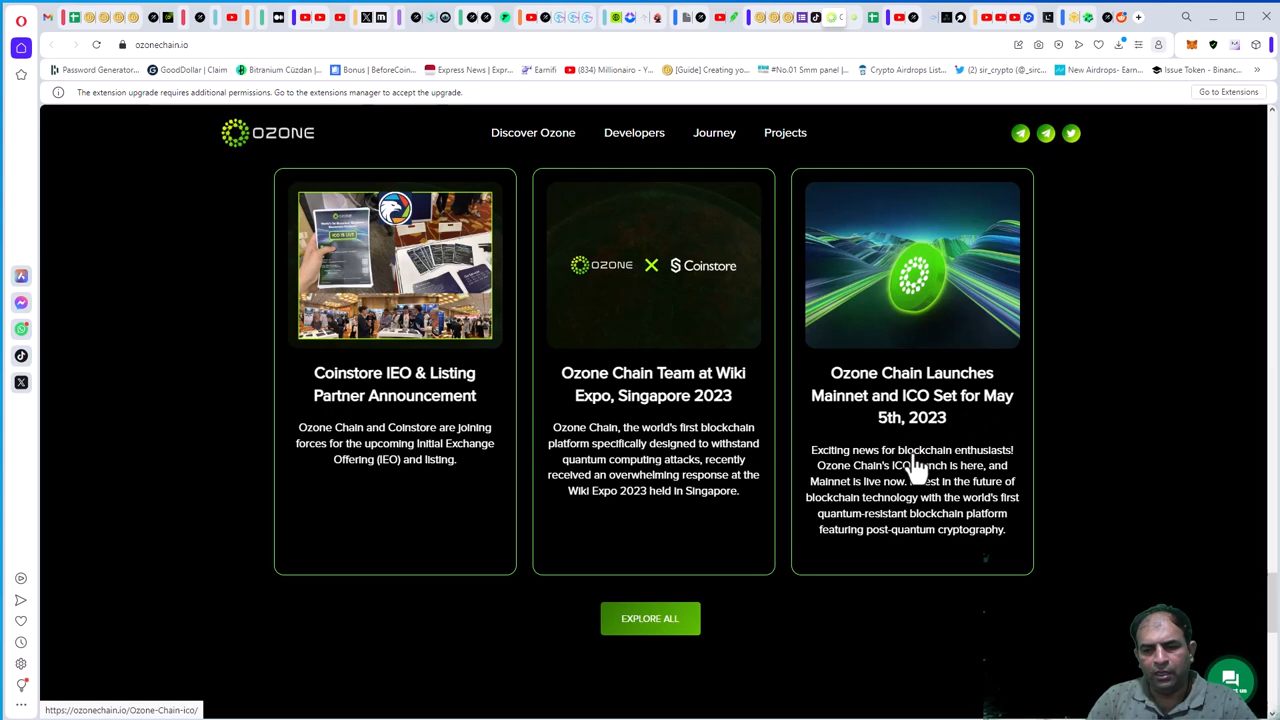 ozonechain.io
Password Generator...
GoodDollar | Claim
Bitranium Cüzdan |...
Bonus | BeforeCoin...
Express News | Expr...
Earnifi
(834) Millionairo - Y...
[Guide] Creating yo...
#No.01 Smm panel |...
Crypto Airdrops List...
(2) sir_crypto (@_sirc...
New Airdrops- Earn...
Issue Token - Binanc...
The extension upgrade requires additional permissions. Go to the extensions manager to accept the upgrade.
Go to Extensions
OZONE
Discover Ozone
Developers
Journey
Projects
ICO IS LIVE
Coinstore IEO & Listing
Partner Announcement
Ozone Chain and Coinstore are joining
forces for the upcoming Initial Exchange
Offering (IEO) and listing.
OZONE X Coinstore
Ozone Chain Team at Wiki
Expo, Singapore 2023
Ozone Chain, the world's first blockchain
platform specifically designed to withstand
quantum computing attacks, recently
received an overwhelming response at the
Wiki Expo 2023 held in Singapore.
Ozone Chain Launches
Mainnet and ICO Set for May
5th, 2023
Exciting news for blockchain enthusiasts!
Ozone Chain's ICO is here, and
Mainnet is live now. in the future of
blockchain technology with the world's first
quantum-resistant blockchain platform
featuring post-quantum cryptography.
EXPLORE ALL
https://ozonechain.io/Ozone-Chain-ico/